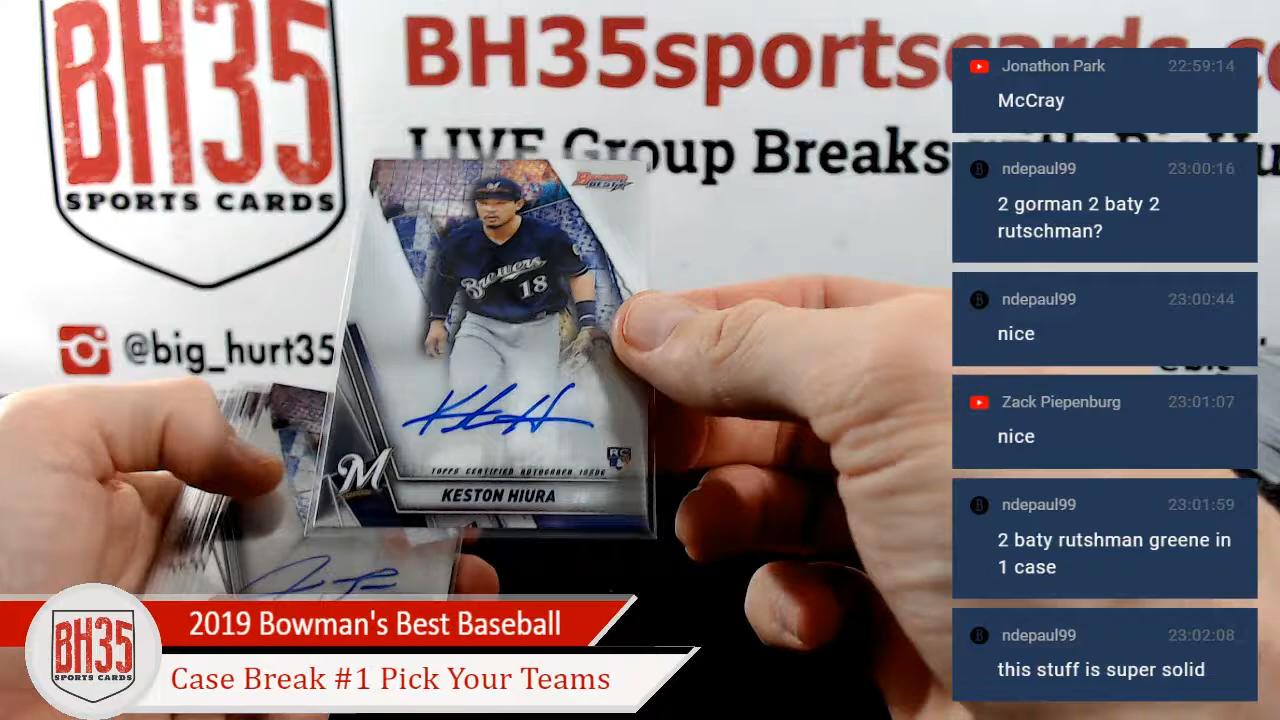 BH35
SPORTS CARDS
BH35sportscards.c
LIVE Group Breaks
@big_hurt35
Bowman's
BEST
Brewers
18
M
RC
TOPPS CERTIFIED AUTOGRAPH ISSUE
KESTON HIURA
Jonathon Park 22:59:14
McCray
ndepaul99 23:00:16
2 gorman 2 baty 2
rutschman?
ndepaul99 23:00:44
nice
Zack Piepenburg 23:01:07
nice
ndepaul99 23:01:59
2 baty rutshman greene in
1 case
ndepaul99 23:02:08
this stuff is super solid
BH35
SPORTS CARDS
2019 Bowman's Best Baseball
Case Break #1 Pick Your Teams